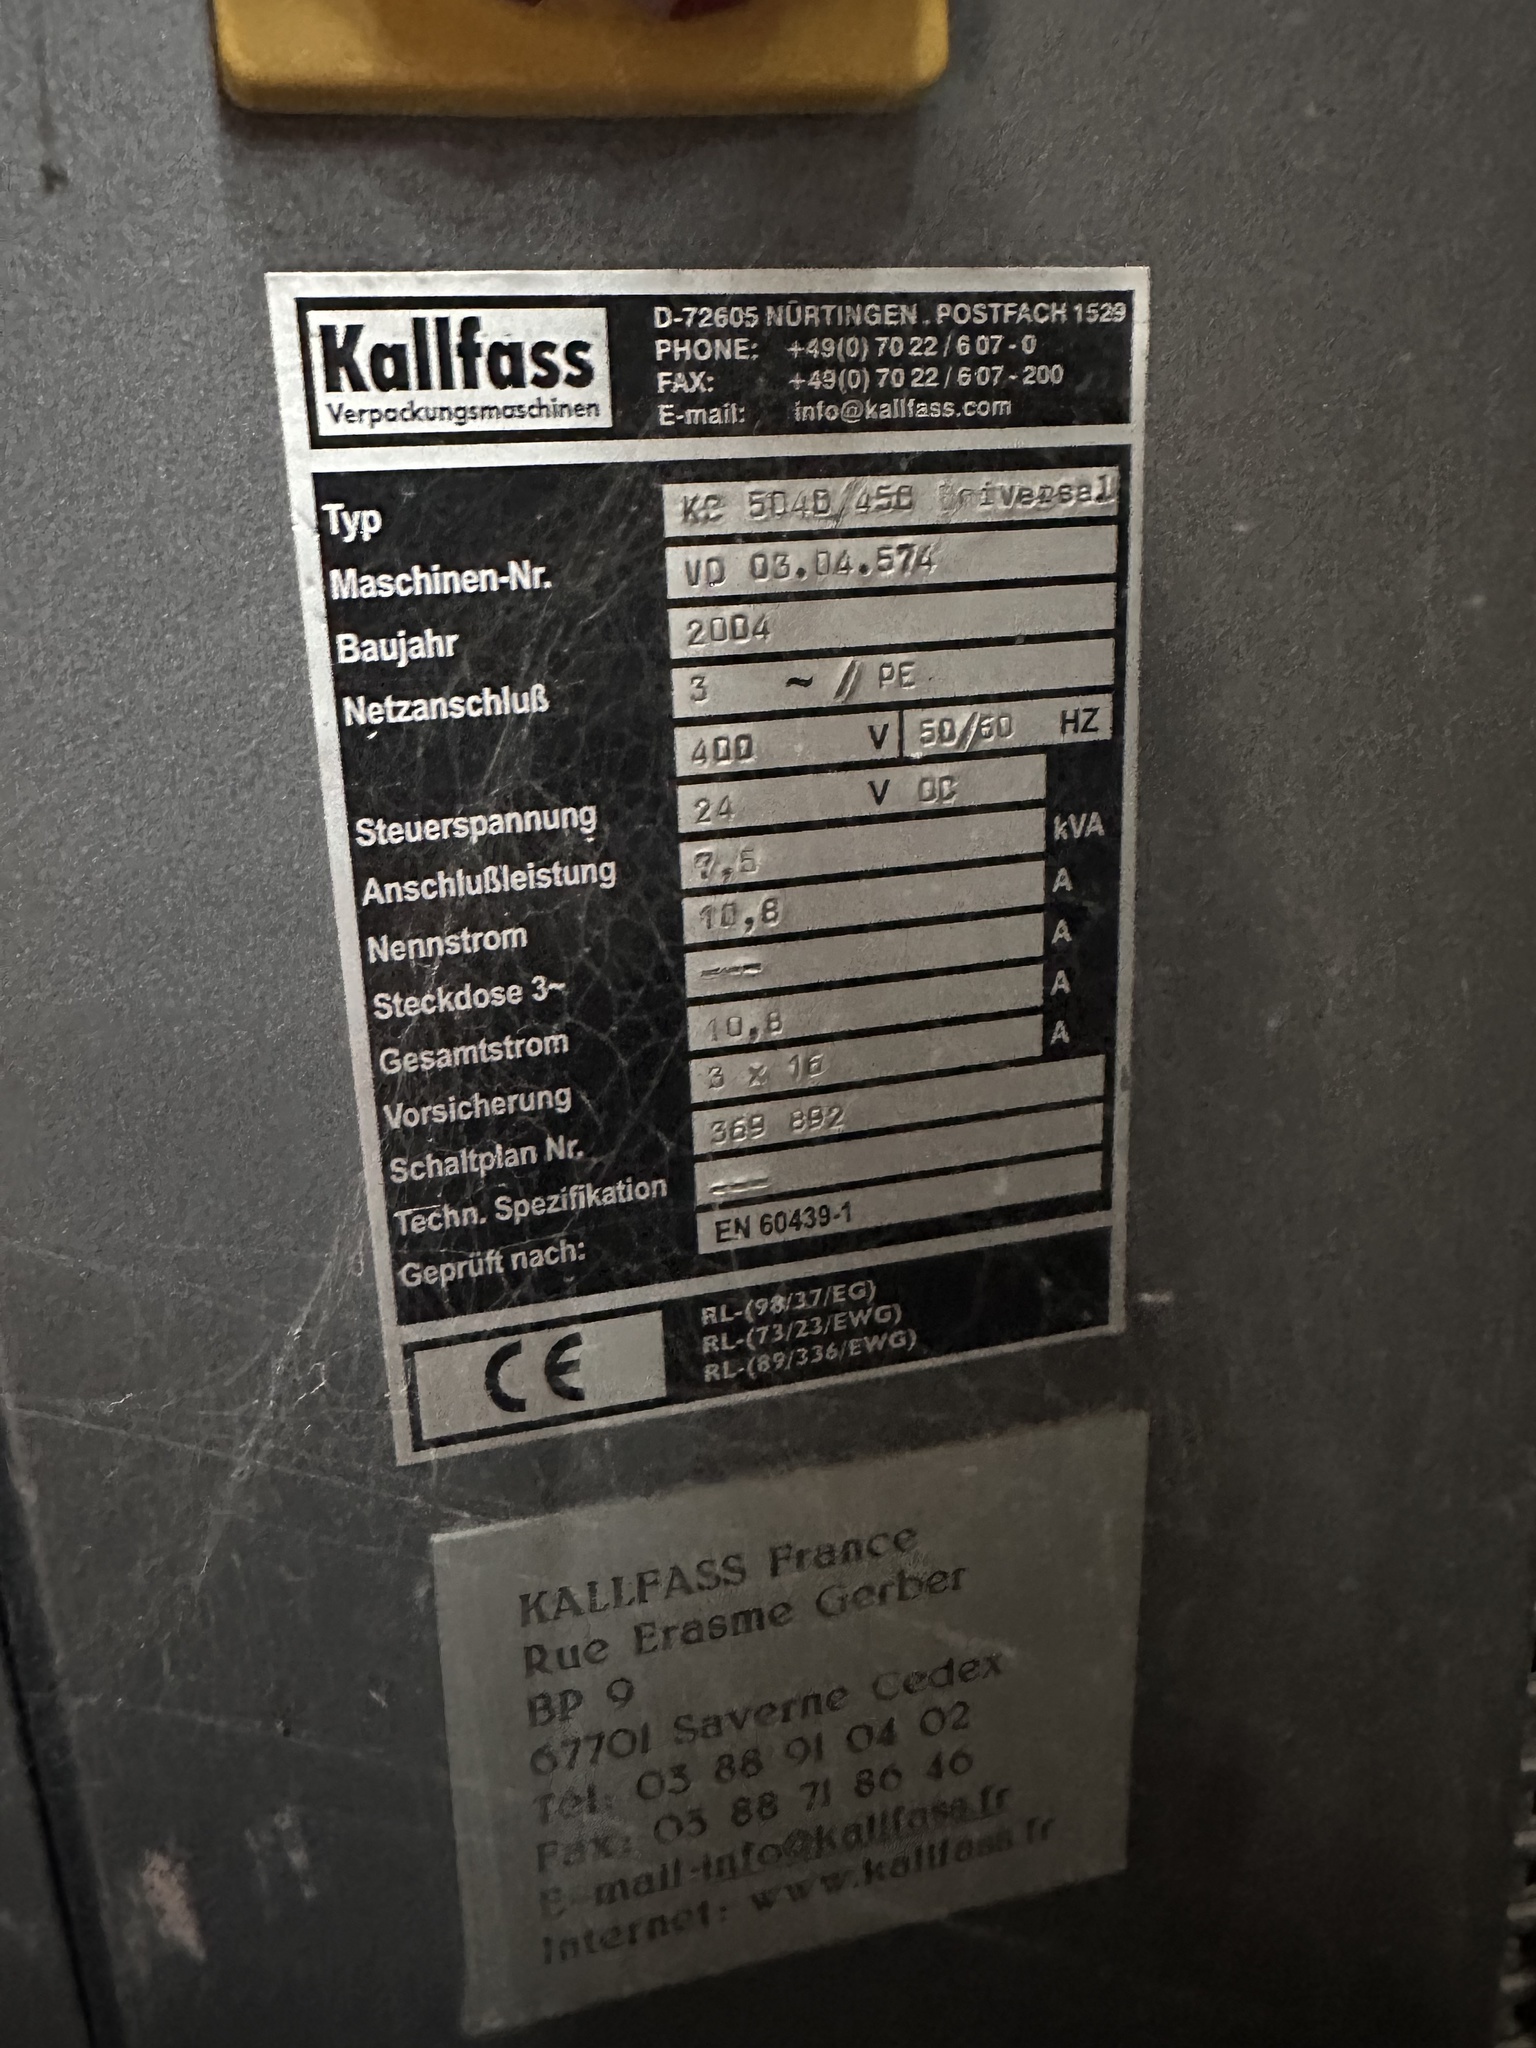 Kallfass
Verpackungsmaschinen
D-72605 NÜRTINGEN . POSTFACH 1529
PHONE: +49(0) 70 22 / 6 07 - 0
FAX: +49(0) 70 22 / 6 07 - 200
E-mail: info@kallfass.com
Typ KC 5040/450 Universal
Maschinen-Nr. VD 03.04.574
Baujahr 2004
Netzanschluß 3 ~ // PE
400 V 50/60 HZ
Steuerspannung 24 V DC
Anschlußleistung 7,5 kVA
Nennstrom 10,8 A
Steckdose 3~ --- A
Gesamtstrom 10,8 A
Vorsicherung 3 x 16 A
Schaltplan Nr. 369 892
Techn. Spezifikation ---
Geprüft nach: EN 60439-1
CE
RL-(98/37/EG)
RL-(73/23/EWG)
RL-(89/336/EWG)
KALLFASS France
Rue Erasme Gerber
BP 9
67701 Saverne Cedex
Tél: 03 88 91 04 02
Fax: 03 88 71 86 46
E-mail-info@kallfass.fr
Internet: www.kallfass.fr